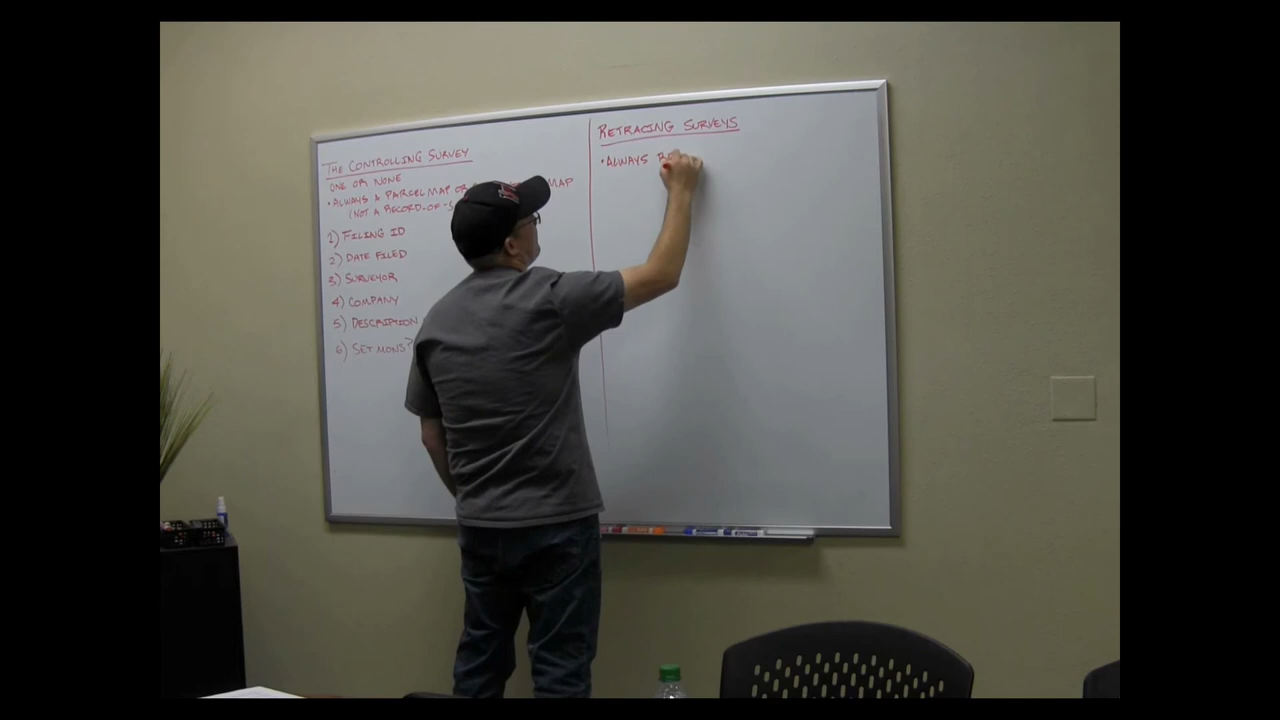 THE CONTROLLING SURVEY
ONE OR NONE
• ALWAYS A PARCEL MAP OR MAP
(NOT A RECORD-OF-S
1) FILING ID
2) DATE FILED
3) SURVEYOR
4) COMPANY
5) DESCRIPTION
6) SET MONS?
RETRACING SURVEYS
• ALWAYS